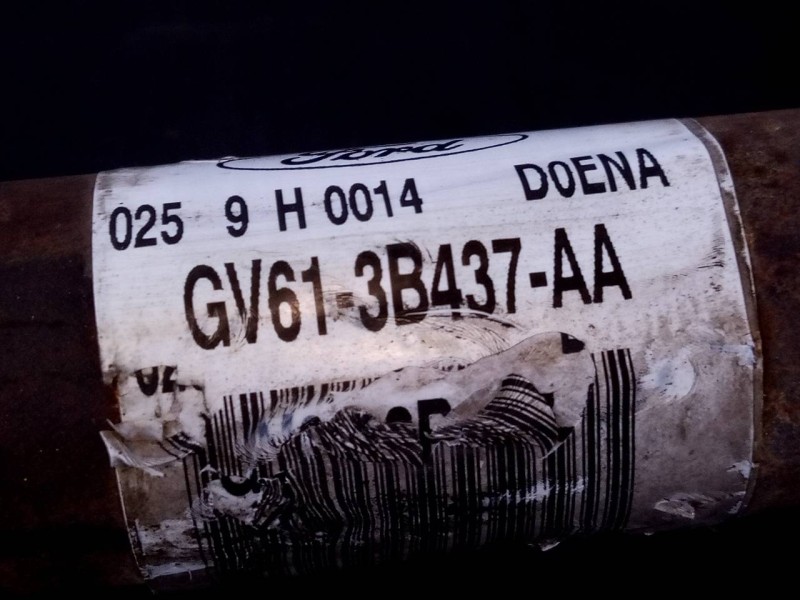 Ford
025 9 H 0014 DOENA
GV61-3B437-AA